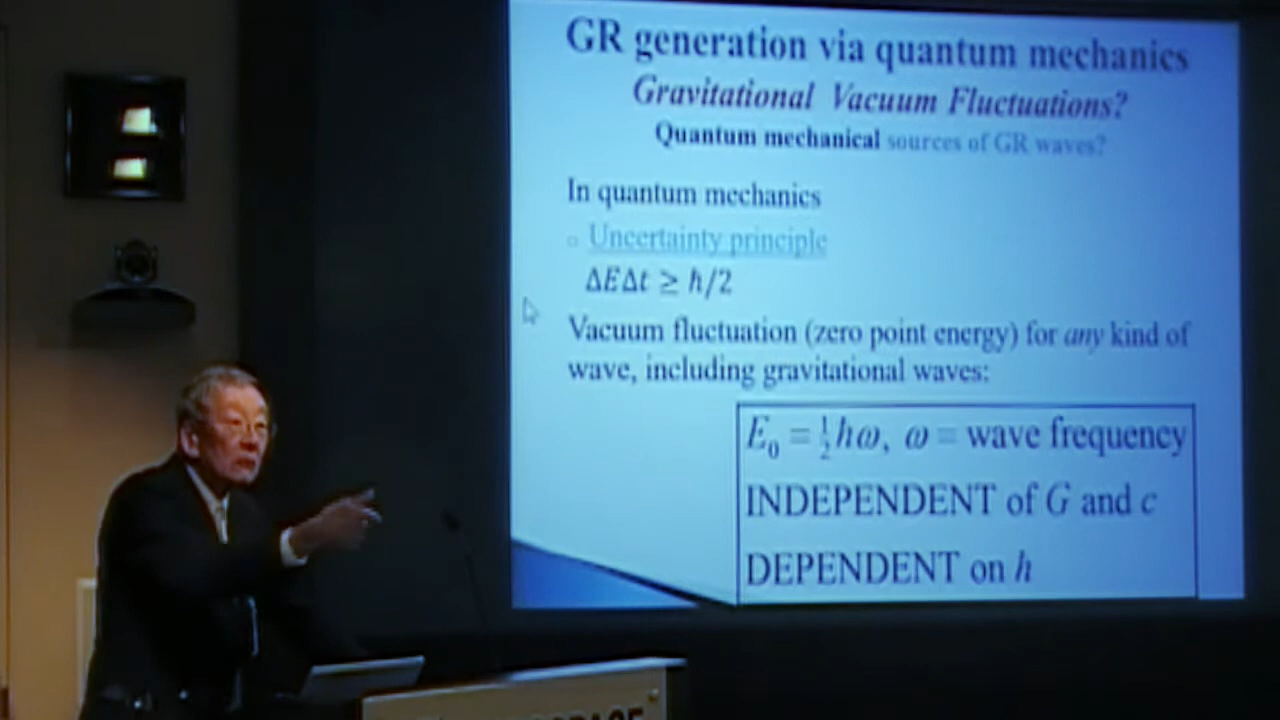 GR generation via quantum mechanics
Gravitational Vacuum Fluctuations?
Quantum mechanical sources of GR waves?
In quantum mechanics
▫ Uncertainty principle
ΔEΔt ≥ ℏ/2
Vacuum fluctuation (zero point energy) for any kind of
wave, including gravitational waves:
E₀ = ½ℏω, ω = wave frequency
INDEPENDENT of G and c
DEPENDENT on ℏ